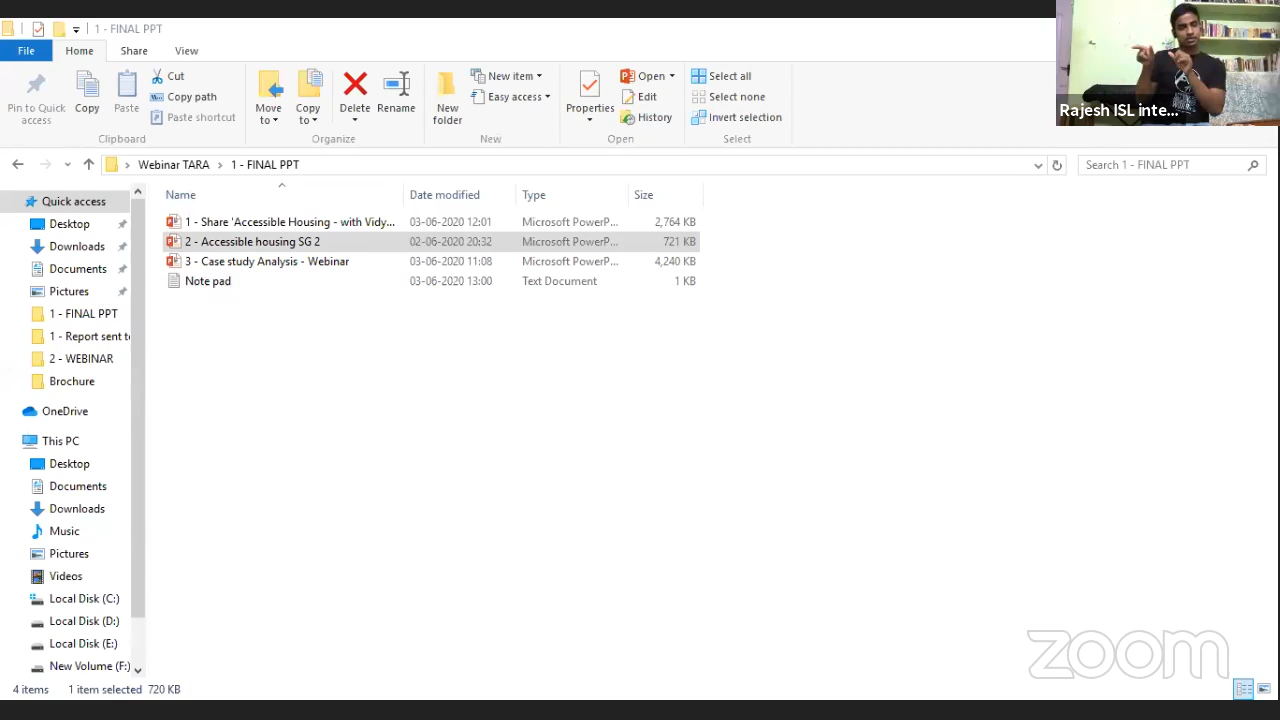 1 - FINAL PPT
File Home Share View
Pin to Quick access
Copy
Paste
Cut
Copy path
Paste shortcut
Clipboard
Move to
Copy to
Delete
Rename
Organize
New folder
New item
Easy access
New
Properties
Open
Edit
History
Open
Select all
Select none
Invert selection
Select
Rajesh ISL inte...
Webinar TARA > 1 - FINAL PPT
Search 1 - FINAL PPT
Name Date modified Type Size
1 - Share 'Accessible Housing - with Vidy... 03-06-2020 12:01 Microsoft PowerP... 2,764 KB
2 - Accessible housing SG 2 02-06-2020 20:32 Microsoft PowerP... 721 KB
3 - Case study Analysis - Webinar 03-06-2020 11:08 Microsoft PowerP... 4,240 KB
Note pad 03-06-2020 13:00 Text Document 1 KB
Quick access
Desktop
Downloads
Documents
Pictures
1 - FINAL PPT
1 - Report sent to
2 - WEBINAR
Brochure
OneDrive
This PC
Desktop
Documents
Downloads
Music
Pictures
Videos
Local Disk (C:)
Local Disk (D:)
Local Disk (E:)
New Volume (F:)
4 items 1 item selected 720 KB
zoom